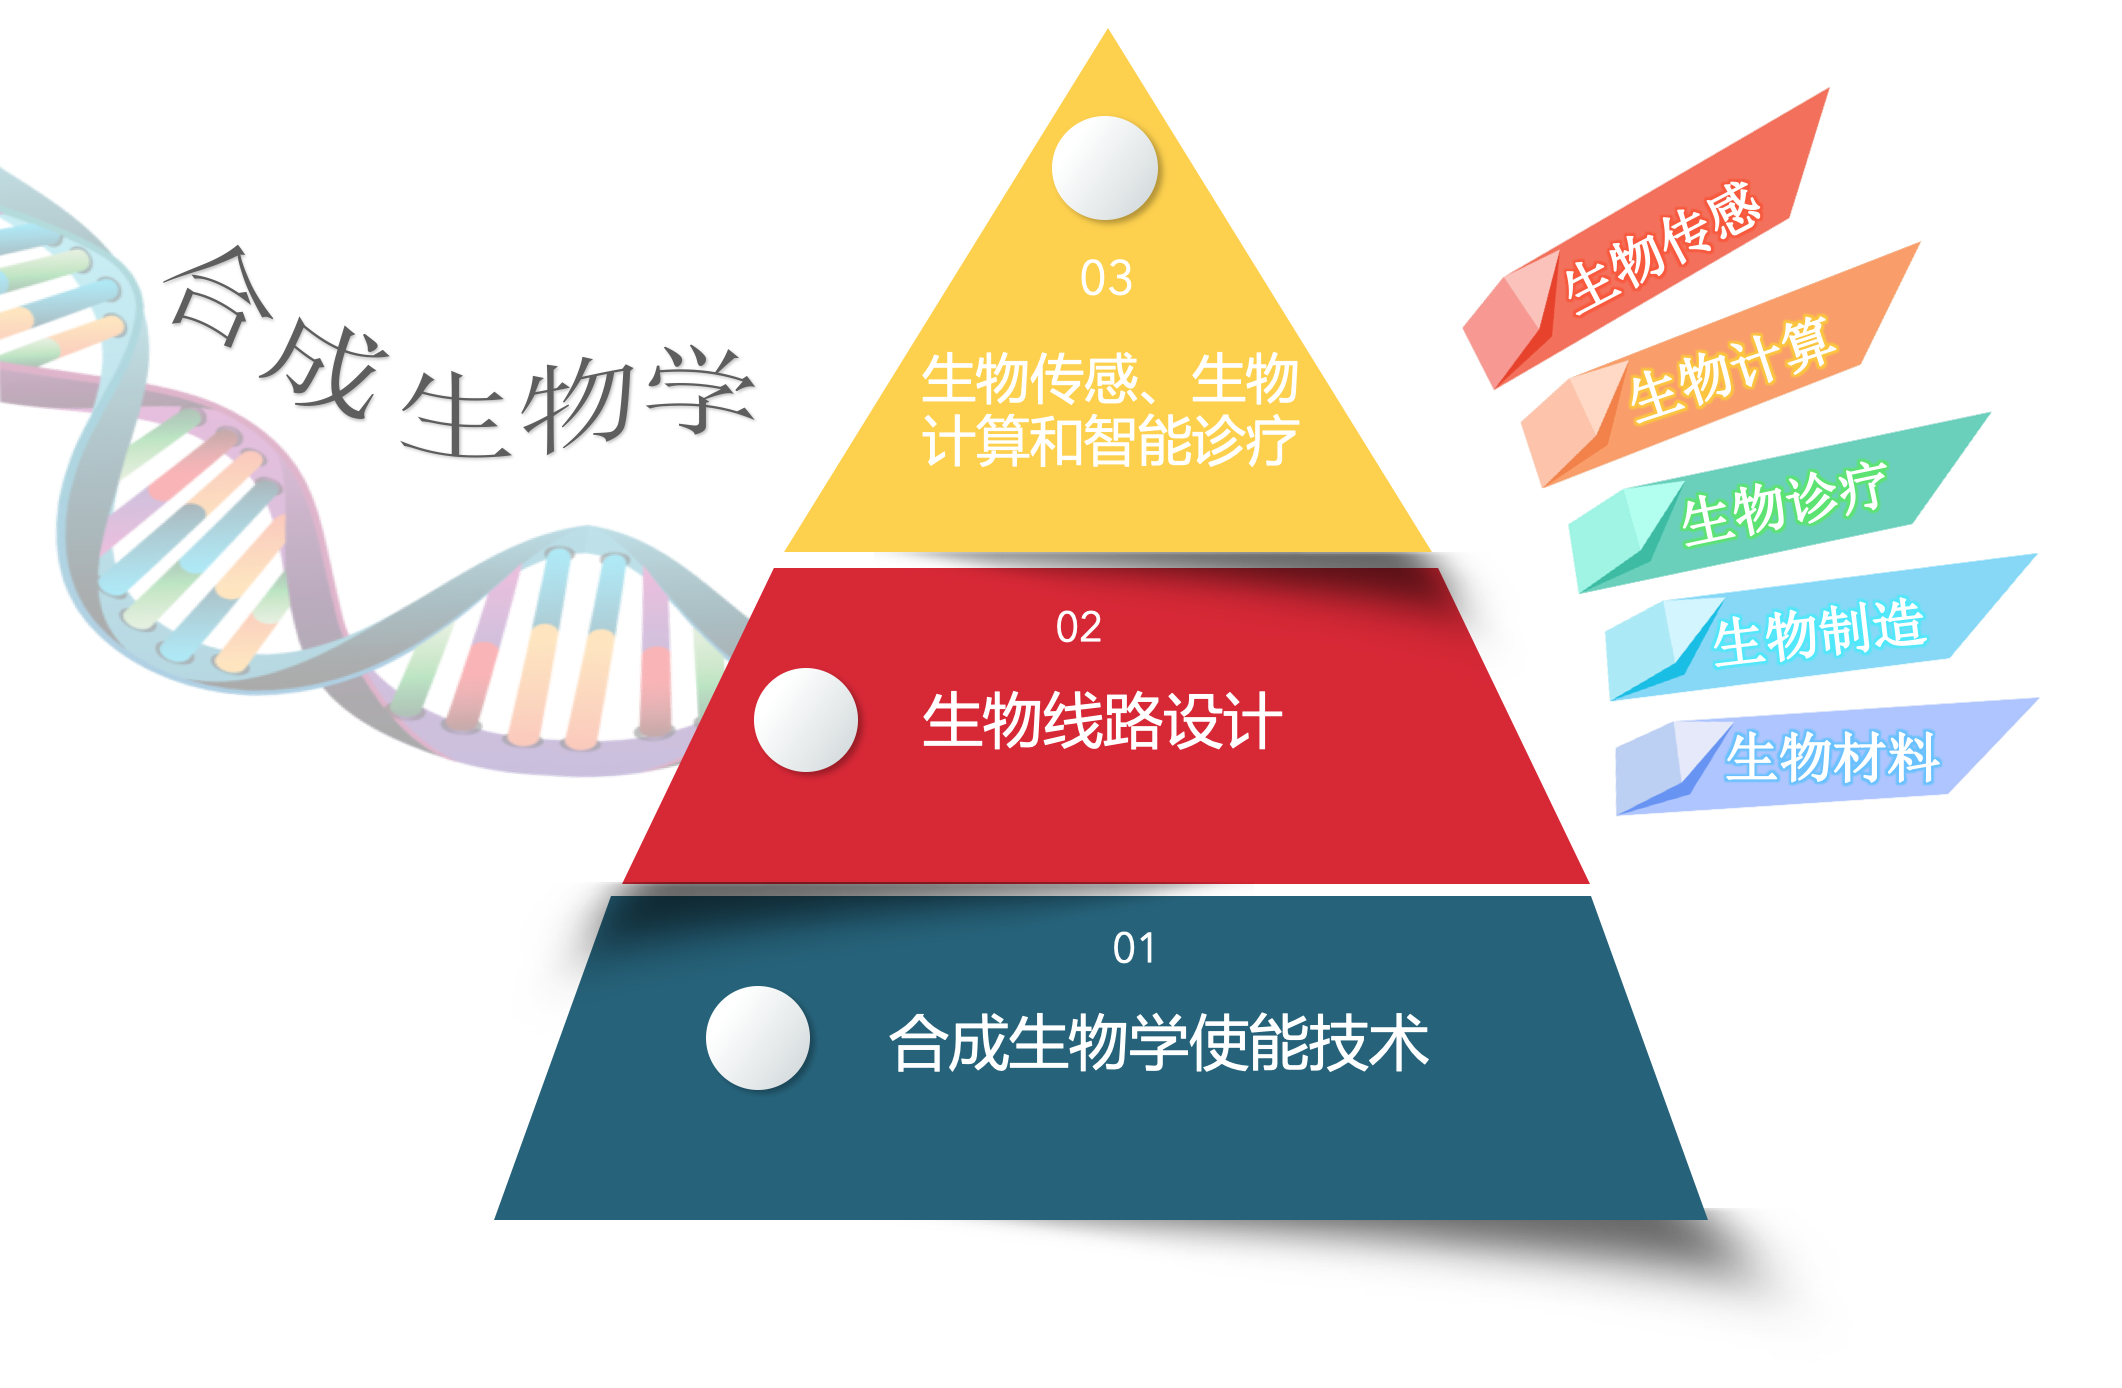 合成生物学
03
生物传感、生物
计算和智能诊疗
02
生物线路设计
01
合成生物学使能技术
生物传感
生物计算
生物诊疗
生物制造
生物材料